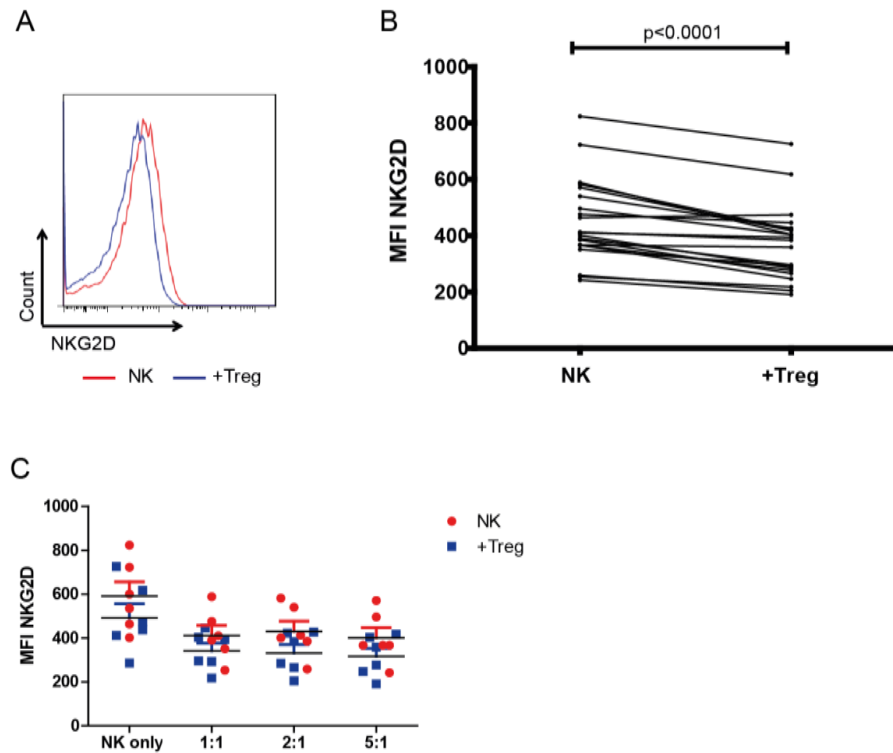 A
Count
NKG2D
NK
+Treg
B
p<0.0001
MFI NKG2D
1000
800
600
400
200
0
NK
+Treg
C
MFI NKG2D
1000
800
600
400
200
0
NK only
1:1
2:1
5:1
NK
+Treg